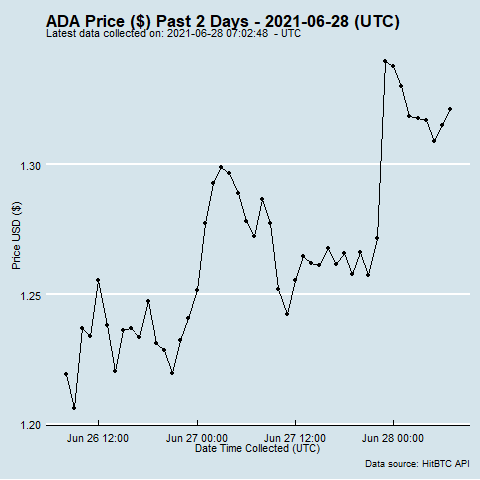 ADA Price ($) Past 2 Days - 2021-06-28 (UTC)
Latest data collected on: 2021-06-28 07:02:48 - UTC
Price USD ($)
1.30
1.25
1.20
Jun 26 12:00 Jun 27 00:00 Jun 27 12:00 Jun 28 00:00
Date Time Collected (UTC)
Data source: HitBTC API